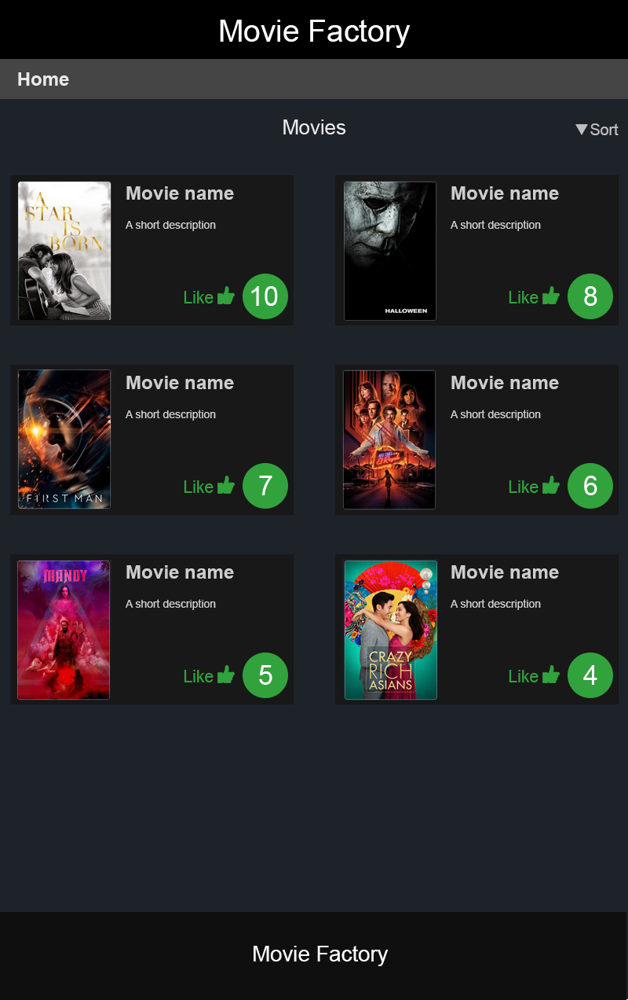 Movie Factory
Home
Movies
▼Sort
A
STAR
IS
BORN
Movie name
A short description
Like
10
HALLOWEEN
Movie name
A short description
Like
8
FIRST MAN
Movie name
A short description
Like
7
Movie name
A short description
Like
6
MANDY
Movie name
A short description
Like
5
CRAZY
RICH
ASIANS
Movie name
A short description
Like
4
Movie Factory